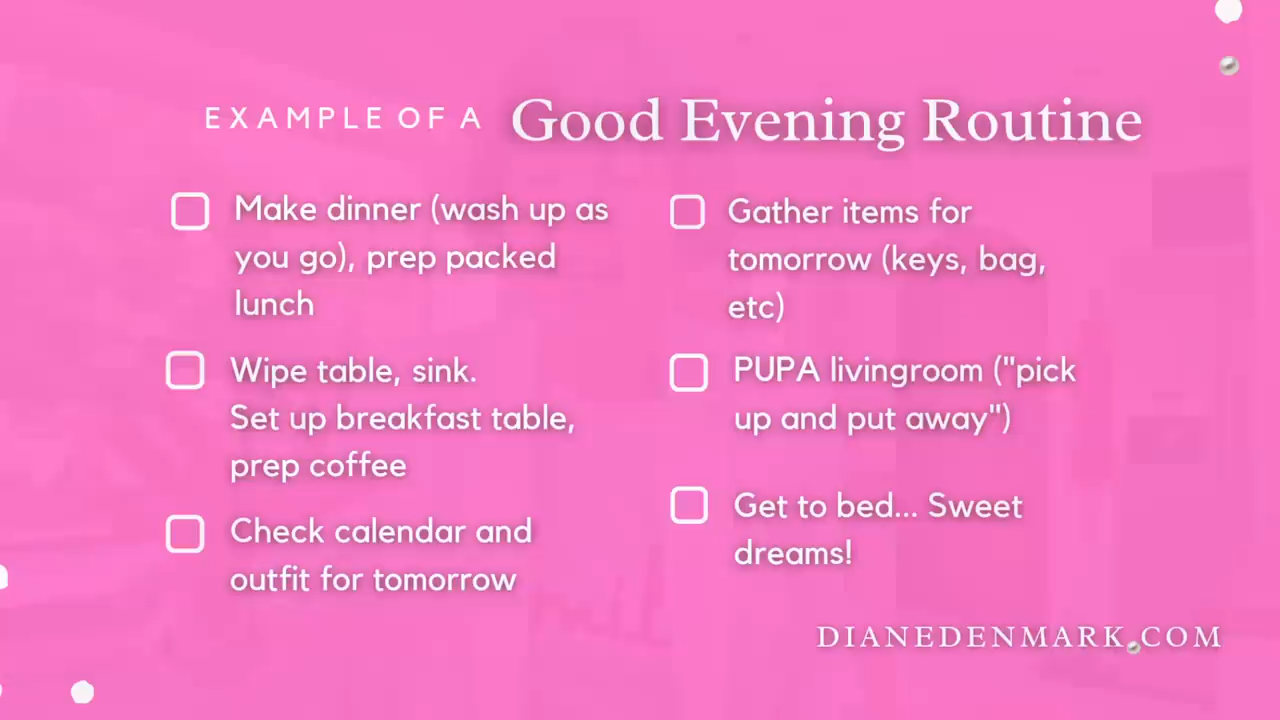 EXAMPLE OF A Good Evening Routine
Make dinner (wash up as
you go), prep packed
lunch
Wipe table, sink.
Set up breakfast table,
prep coffee
Check calendar and
outfit for tomorrow
Gather items for
tomorrow (keys, bag,
etc)
PUPA livingroom ("pick
up and put away")
Get to bed... Sweet
dreams!
DIANEDENMARK.COM